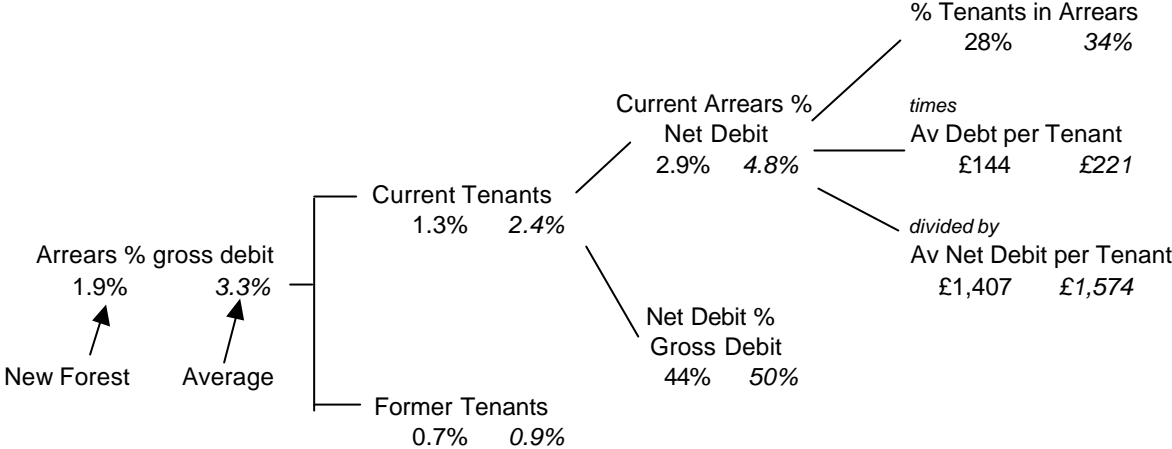 % Tenants in Arrears
28% 34%
Current Arrears %
Net Debit
2.9% 4.8%
times
Av Debt per Tenant
£144 £221
Current Tenants
1.3% 2.4%
divided by
Av Net Debit per Tenant
£1,407 £1,574
Arrears % gross debit
1.9% 3.3%
Net Debit %
Gross Debit
44% 50%
New Forest Average
Former Tenants
0.7% 0.9%